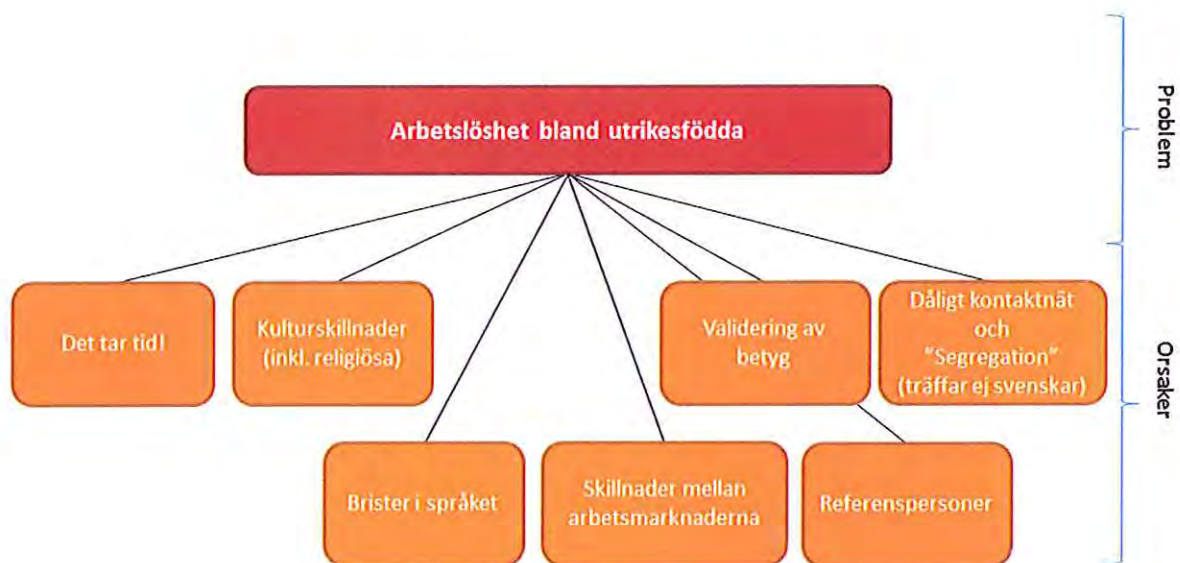 Arbetslöshet bland utrikesfödda
Problem
Det tar tid!
Kulturskillnader
(inkl. religiösa)
Validering av
betyg
Dåligt kontaktnät
och
"Segregation"
(träffar ej svenskar)
Orsaker
Brister i språket
Skillnader mellan
arbetsmarknaderna
Referenspersoner